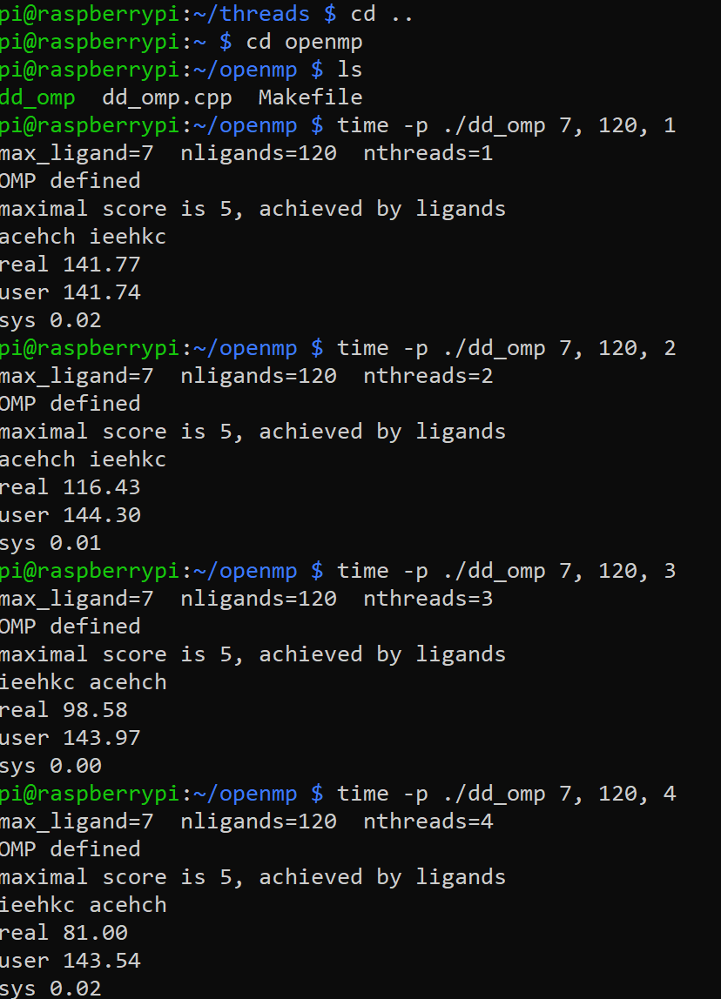 pi@raspberrypi:~/threads $ cd ..
pi@raspberrypi:~ $ cd openmp
pi@raspberrypi:~/openmp $ ls
dd_omp  dd_omp.cpp  Makefile
pi@raspberrypi:~/openmp $ time -p ./dd_omp 7, 120, 1
max_ligand=7  nligands=120  nthreads=1
OMP defined
maximal score is 5, achieved by ligands
acehch ieehkc
real 141.77
user 141.74
sys 0.02
pi@raspberrypi:~/openmp $ time -p ./dd_omp 7, 120, 2
max_ligand=7  nligands=120  nthreads=2
OMP defined
maximal score is 5, achieved by ligands
acehch ieehkc
real 116.43
user 144.30
sys 0.01
pi@raspberrypi:~/openmp $ time -p ./dd_omp 7, 120, 3
max_ligand=7  nligands=120  nthreads=3
OMP defined
maximal score is 5, achieved by ligands
ieehkc acehch
real 98.58
user 143.97
sys 0.00
pi@raspberrypi:~/openmp $ time -p ./dd_omp 7, 120, 4
max_ligand=7  nligands=120  nthreads=4
OMP defined
maximal score is 5, achieved by ligands
ieehkc acehch
real 81.00
user 143.54
sys 0.02